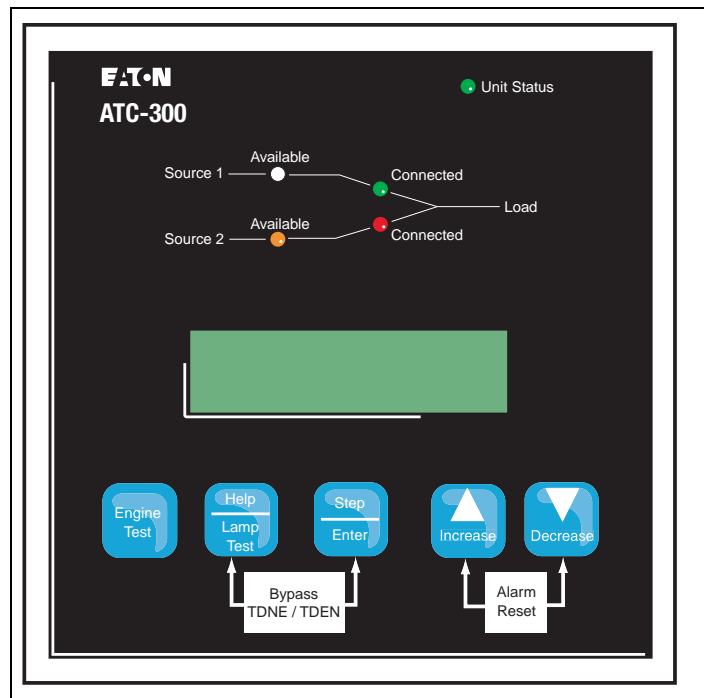 EATON
ATC-300
Unit Status
Available
Source 1
Connected
Load
Available
Source 2
Connected
Engine
Test
Help
Lamp
Test
Step
Enter
Increase
Decrease
Bypass
TDNE / TDEN
Alarm
Reset